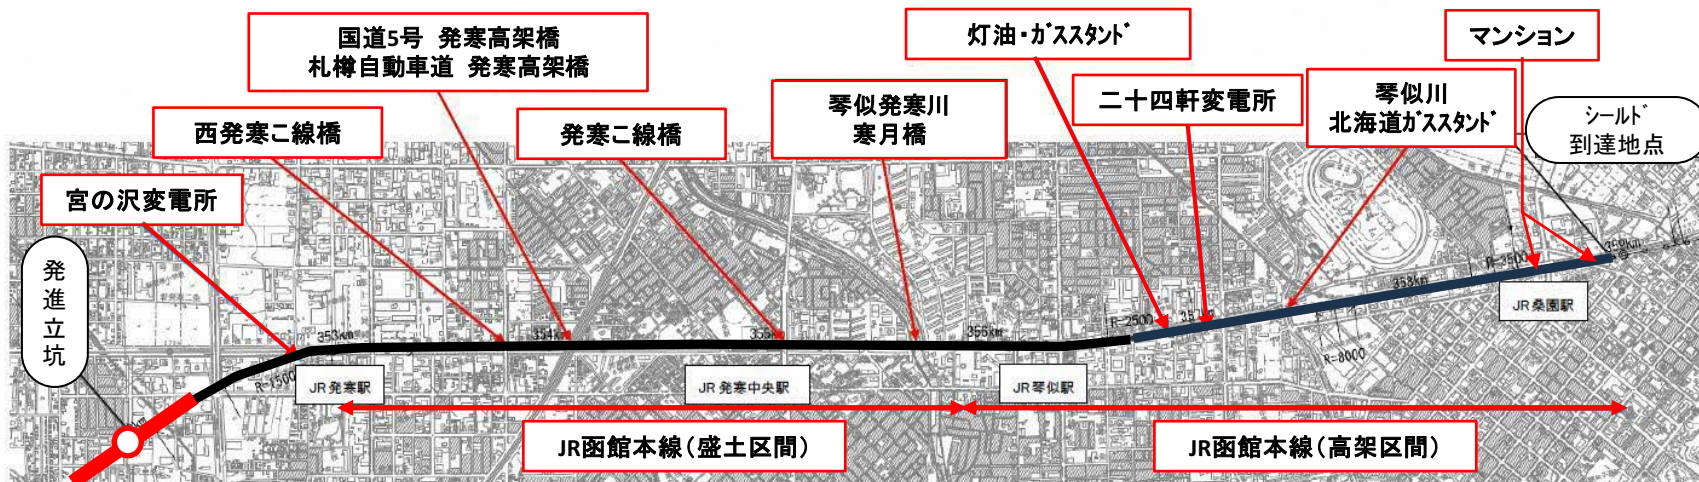 国道5号 発寒高架橋
札樽自動車道 発寒高架橋
灯油・ガススタンド
マンション
西発寒こ線橋
発寒こ線橋
琴似発寒川
寒月橋
二十四軒変電所
琴似川
北海道ガススタンド
シールド
到達地点
宮の沢変電所
発進立坑
353km
354km
356km
358km
R=1500
R=2500
R=8000
R=3500
JR発寒駅
JR発寒中央駅
JR琴似駅
JR桑園駅
JR函館本線(盛土区間)
JR函館本線(高架区間)